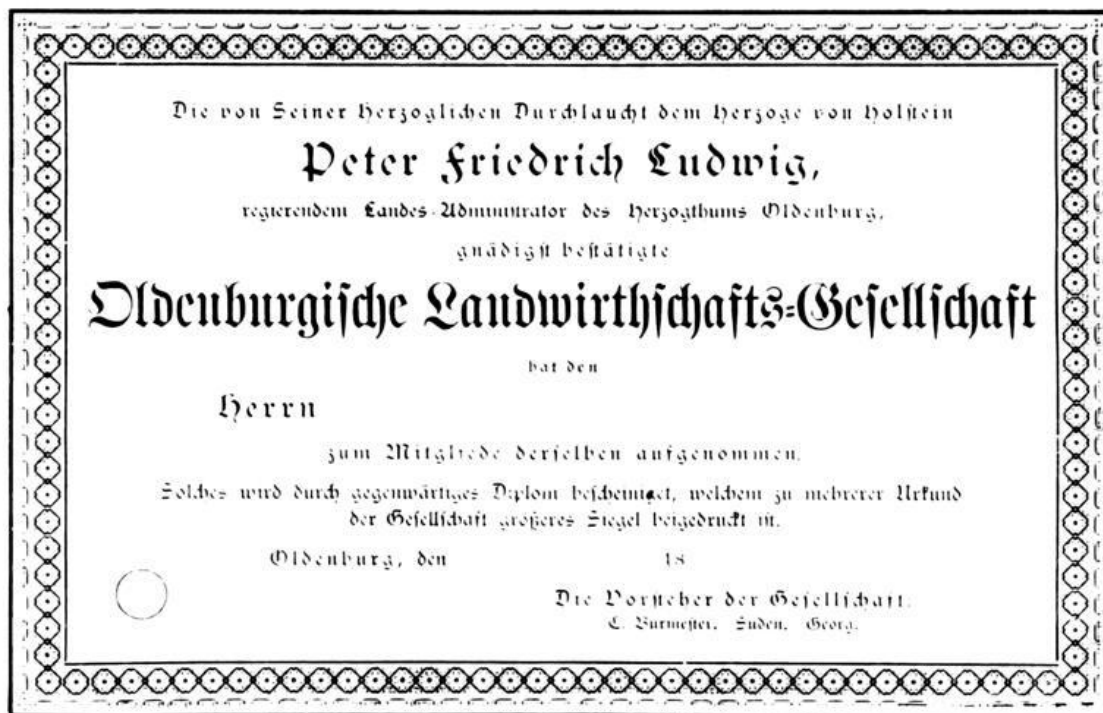 Die von Seiner Herzoglichen Durchlaucht dem Herzoge von Holstein
Peter Friedrich Ludwig,
regierendem Landes-Administrator des Herzogthums Oldenburg,
gnädigst bestätigte
Oldenburgische Landwirthschafts-Gesellschaft
hat den
Herrn
zum Mitgliede derselben aufgenommen.
Solches wird durch gegenwärtiges Diplom bescheiniget, welchem zu mehrerer Urkund
der Gesellschaft größeres Siegel beigedruckt ist.
Oldenburg, den 18
Die Vorsteher der Gesellschaft.
C. Burmester. Suden. Georg.